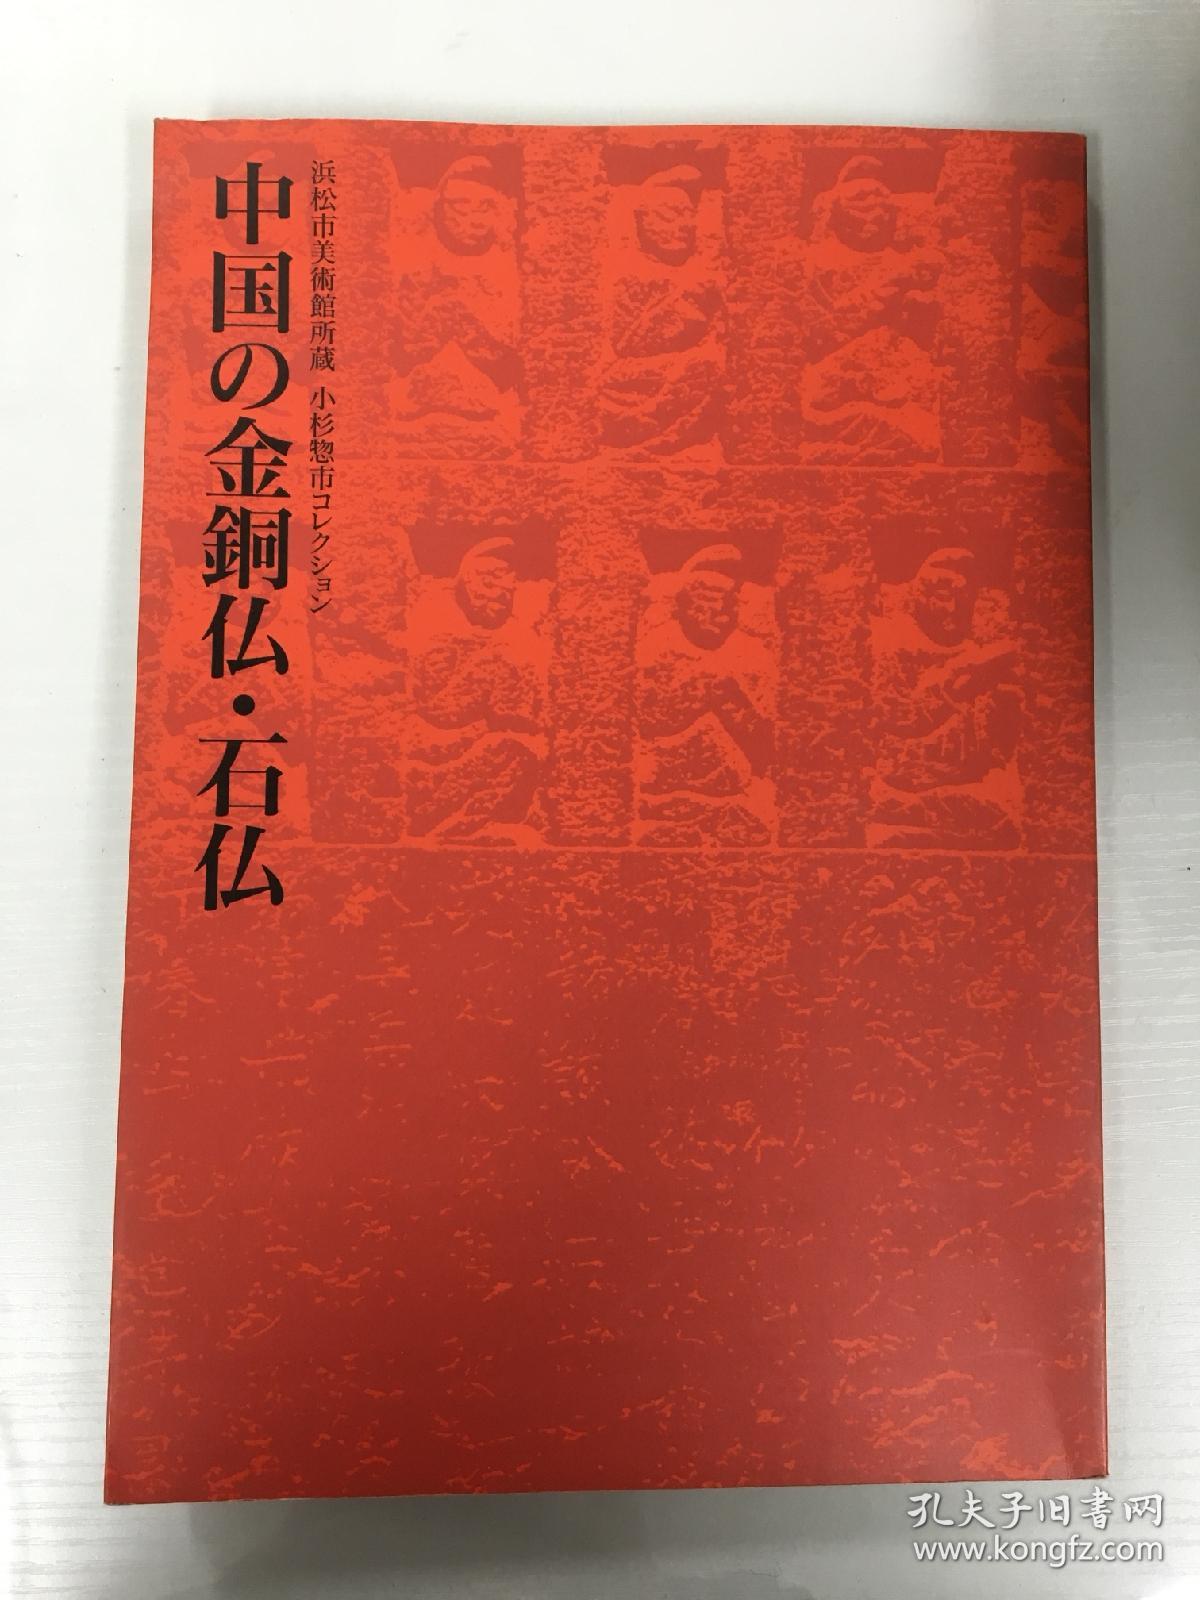 浜松市美術館所蔵 小杉惣市コレクション
中国の金銅仏・石仏
孔夫子旧書网
www.kongfz.com